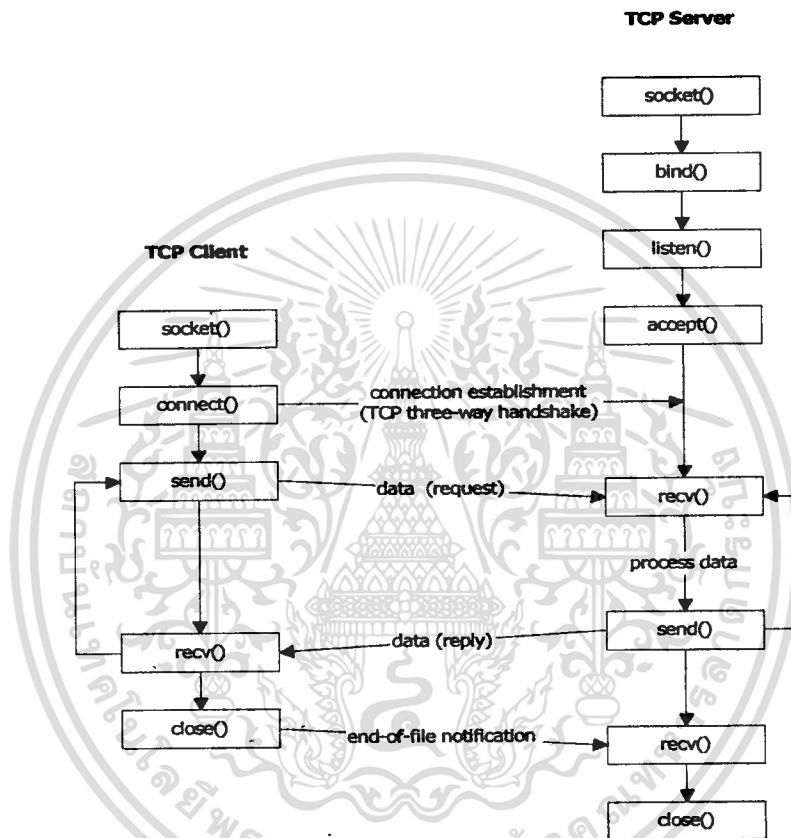 TCP Server
socket()
bind()
listen()
accept()
TCP Client
socket()
connect()
connection establishment
(TCP three-way handshake)
send()
data (request)
recv()
process data
send()
data (reply)
recv()
close()
end-of-file notification
recv()
close()